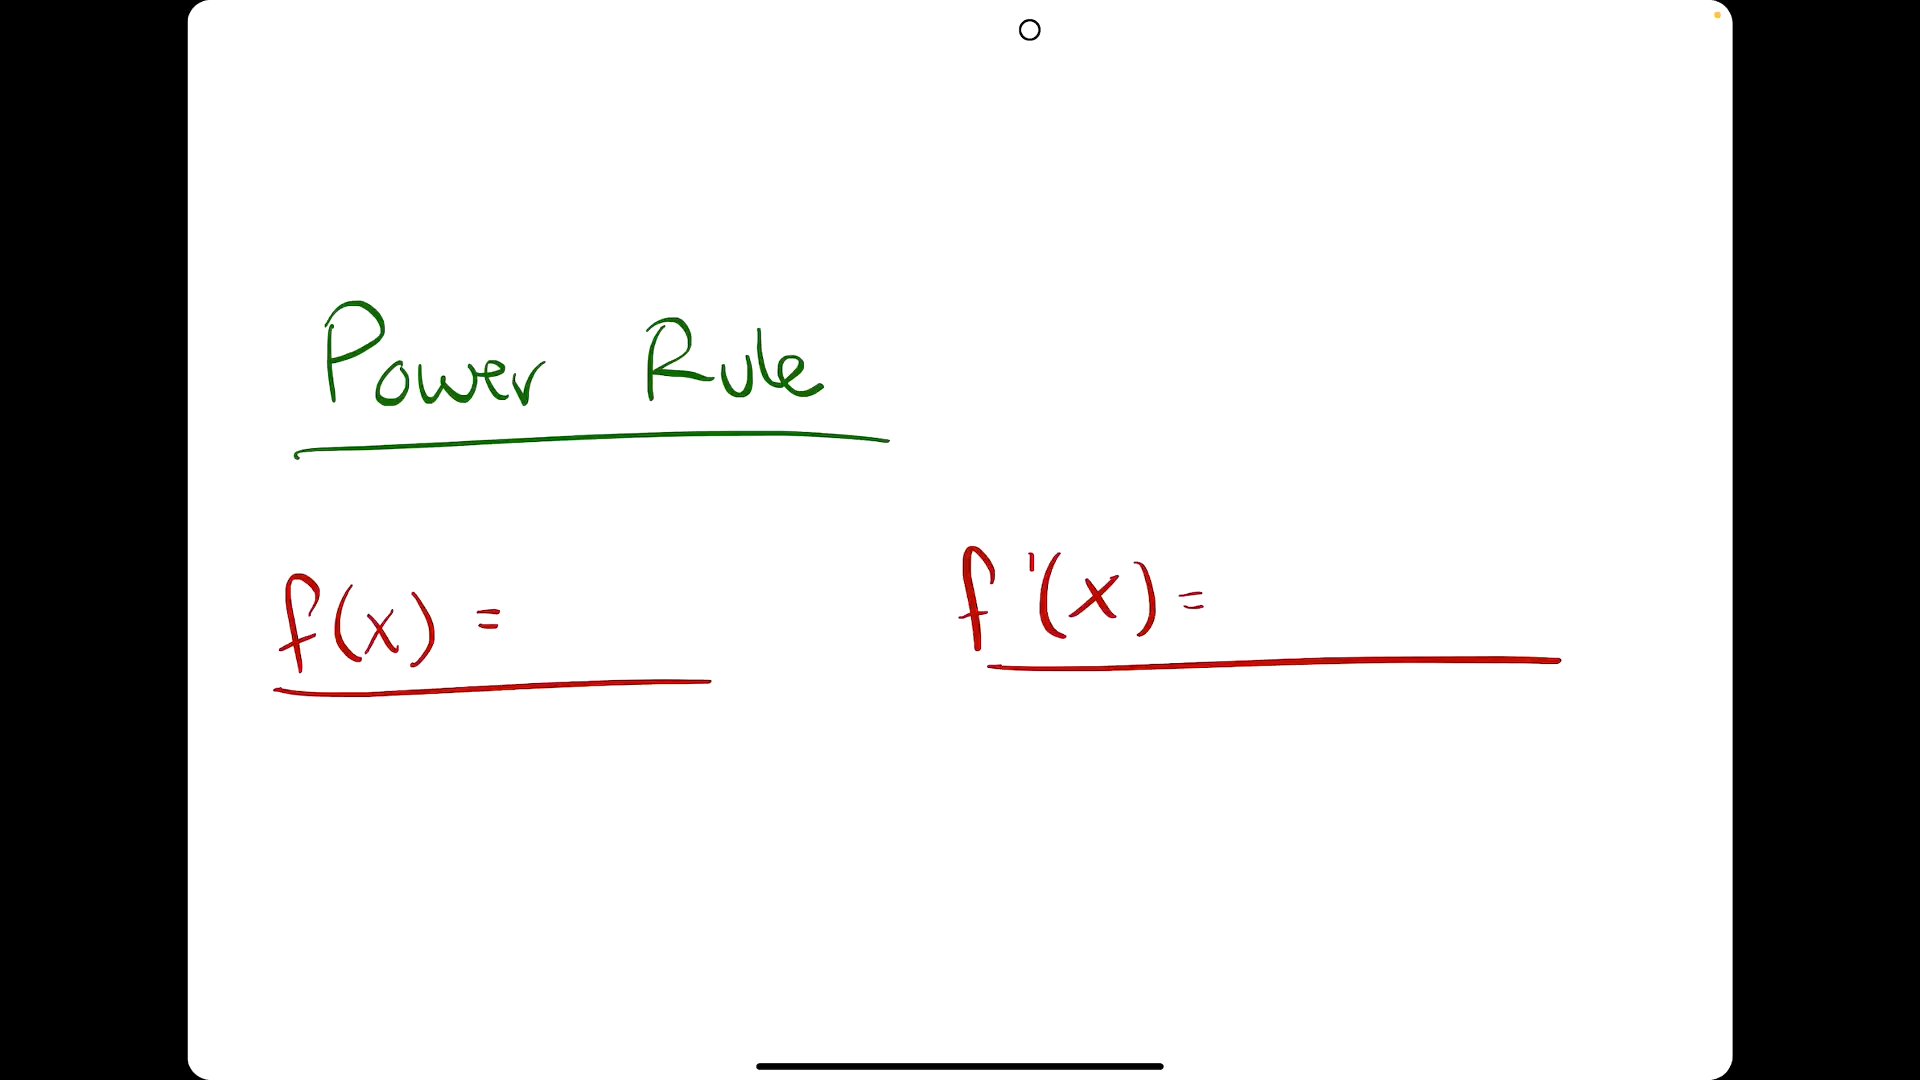 Power Rule
f(x) = f'(x) =